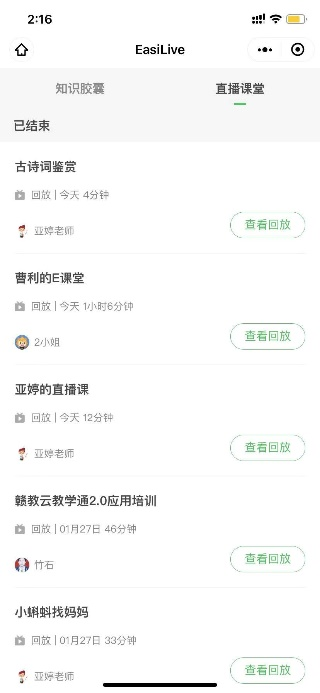 2:16
EasiLive
知识胶囊
直播课堂
已结束
古诗词鉴赏
回放 | 今天 4分钟
亚婷老师
查看回放
曹利的E课堂
回放 | 今天 1小时6分钟
2小姐
查看回放
亚婷的直播课
回放 | 今天 12分钟
亚婷老师
查看回放
赣教云教学通2.0应用培训
回放 | 01月27日 46分钟
竹石
查看回放
小蝌蚪找妈妈
回放 | 01月27日 33分钟
亚婷老师
查看回放